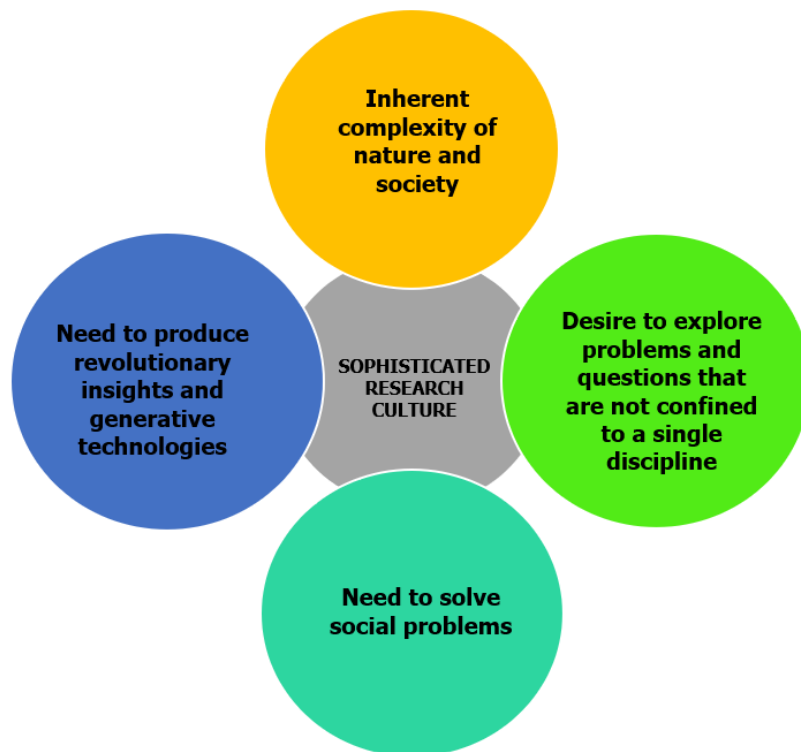 Inherent
complexity of
nature and
society
Need to produce
revolutionary
insights and
generative
technologies
SOPHISTICATED
RESEARCH
CULTURE
Desire to explore
problems and
questions that
are not confined
to a single
discipline
Need to solve
social problems